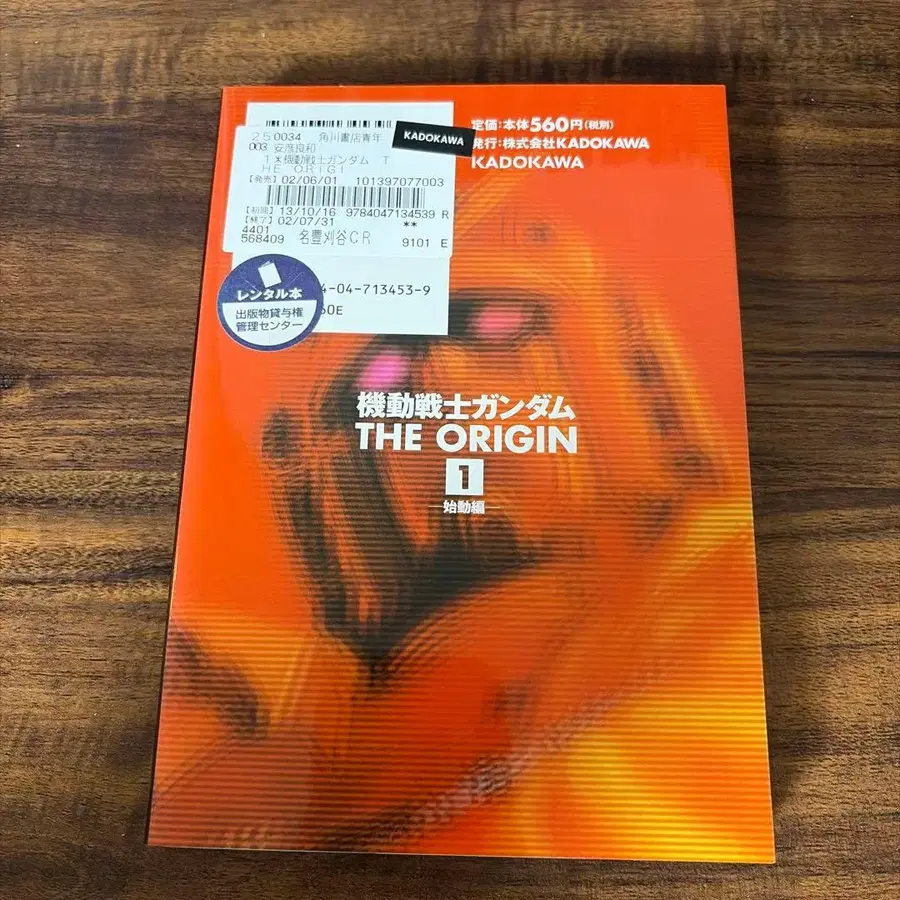 ２５0034　角川書店青年
003 安彦良和
１＊機動戦士ガンダム　Ｔ
ＨＥ　ＯＲＩＧＩ
【発売】02/06/01　101397077003
【初回】13/10/16　9784047134539 R
【終了】02/07/31　**
4401
568409　名豊刈谷ＣＲ　9101 E
KADOKAWA
定価:本体560円(税別)
発行:株式会社KADOKAWA
KADOKAWA
レンタル本
出版物貸与権
管理センター
4-04-713453-9
60E
機動戦士ガンダム
THE ORIGIN
1
始動編